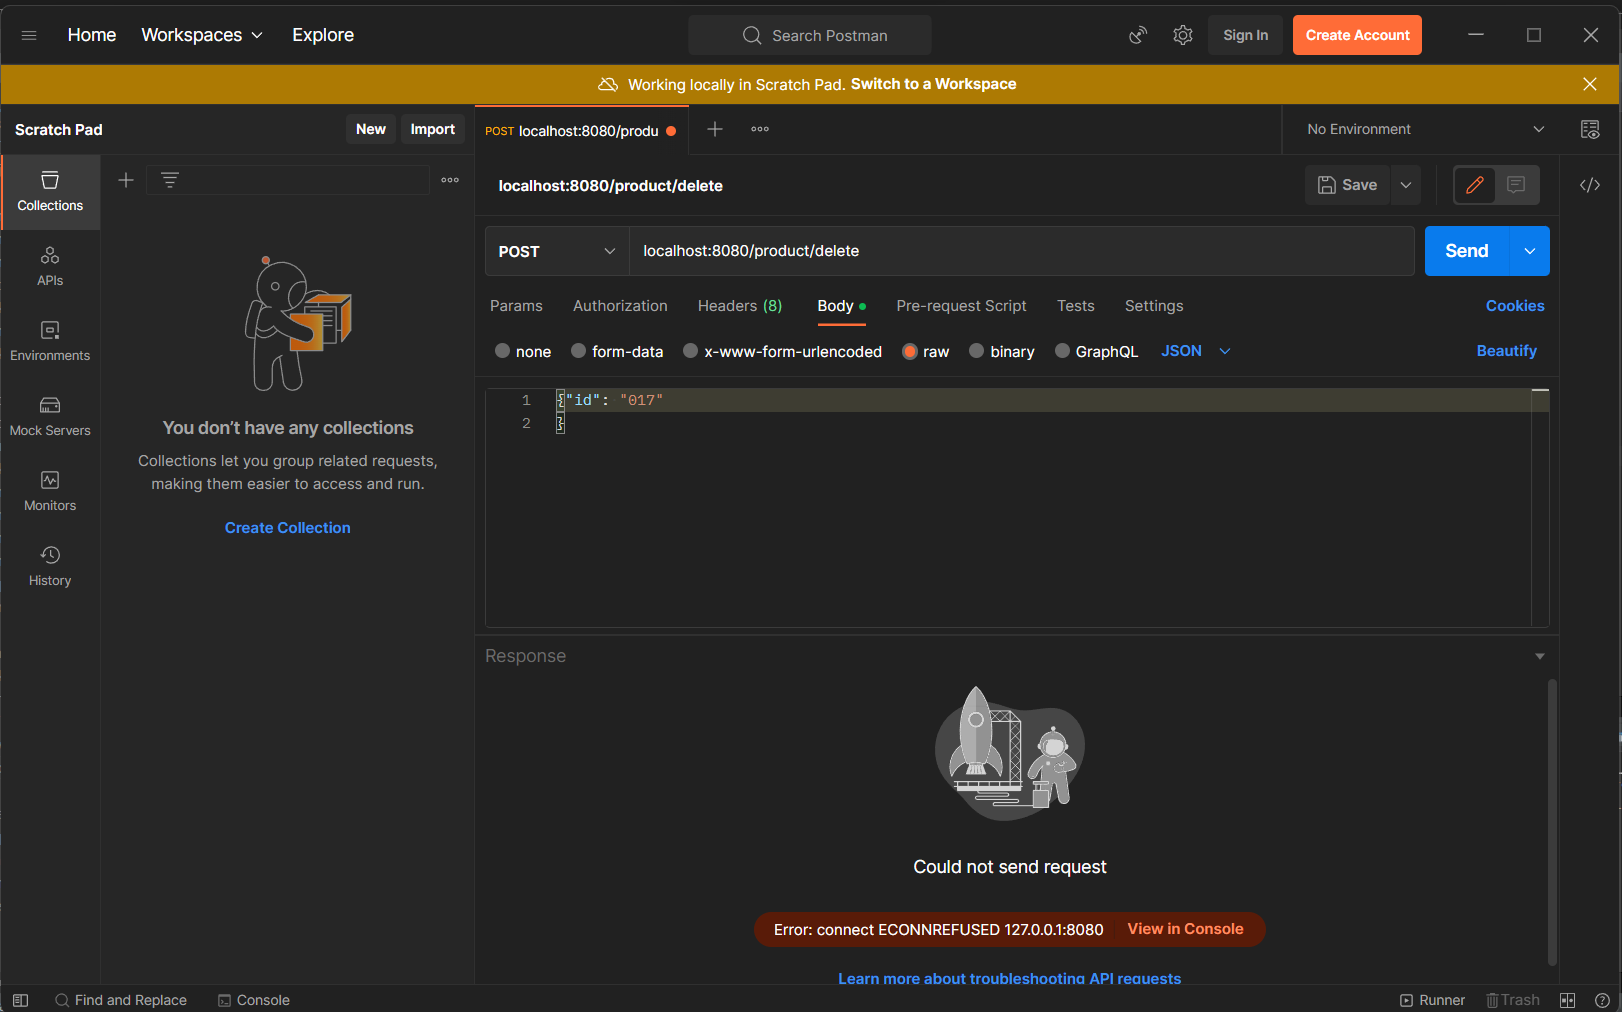 Home Workspaces Explore Search Postman Sign In Create Account
Working locally in Scratch Pad. Switch to a Workspace
Scratch Pad New Import POST localhost:8080/produ No Environment
Collections
APIs
Environments
Mock Servers
Monitors
History
You don’t have any collections
Collections let you group related requests,
making them easier to access and run.
Create Collection
localhost:8080/product/delete Save
POST localhost:8080/product/delete Send
Params Authorization Headers (8) Body Pre-request Script Tests Settings Cookies
none form-data x-www-form-urlencoded raw binary GraphQL JSON Beautify
1 {"id": "017"
2 }
Response
Could not send request
Error: connect ECONNREFUSED 127.0.0.1:8080 View in Console
Learn more about troubleshooting API requests
Find and Replace Console Runner Trash